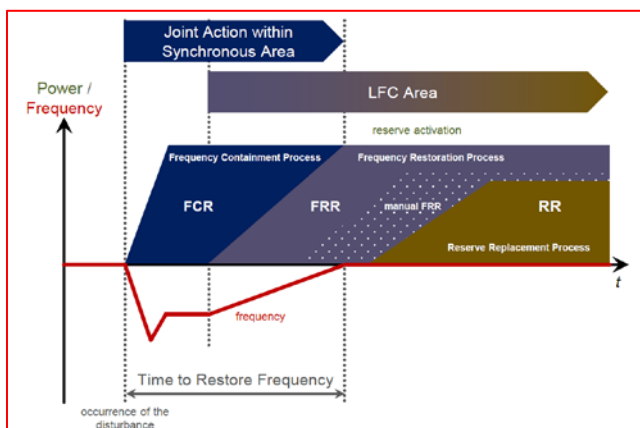 Joint Action within
Synchronous Area
Power /
Frequency
LFC Area
reserve activation
Frequency Containment Process
Frequency Restoration Process
FCR
FRR
manual FRR
RR
Reserve Replacement Process
t
frequency
Time to Restore Frequency
occurrence of the
disturbance